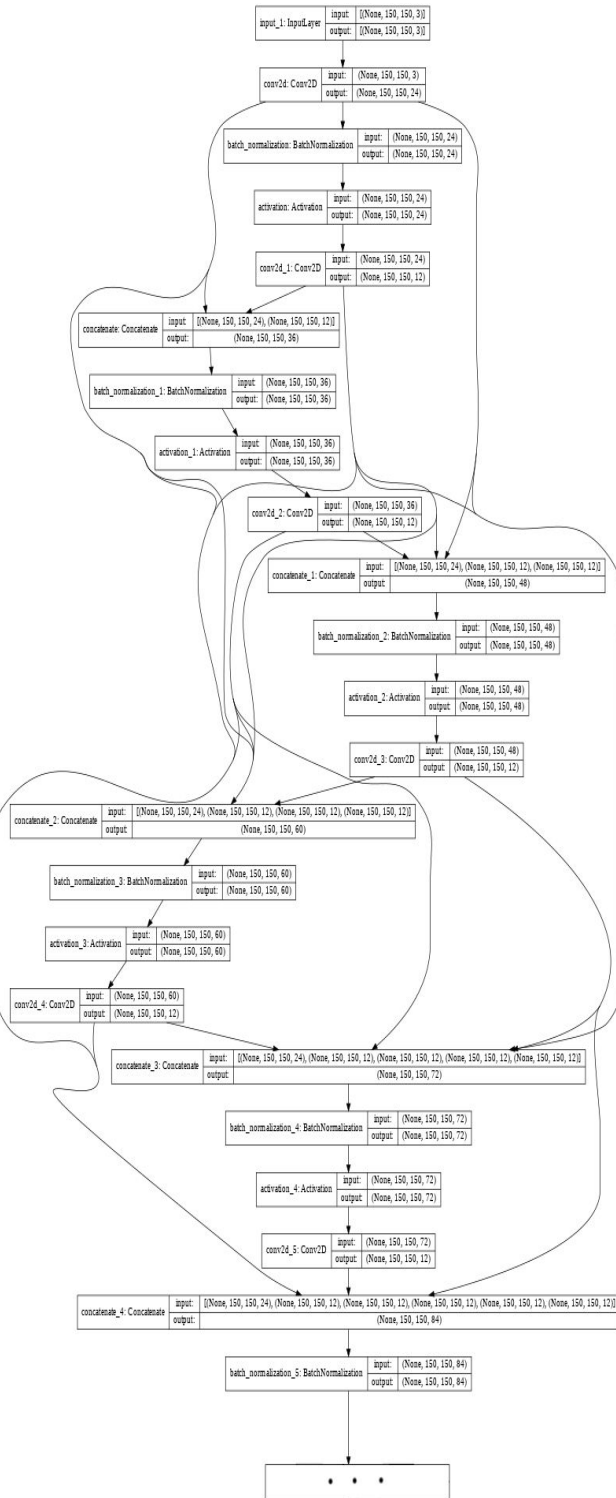 input_1: InputLayer
input: [(None, 150, 150, 3)]
output: [(None, 150, 150, 3)]
conv2d: Conv2D
input: (None, 150, 150, 3)
output: (None, 150, 150, 24)
batch_normalization: BatchNormalization
input: (None, 150, 150, 24)
output: (None, 150, 150, 24)
activation: Activation
input: (None, 150, 150, 24)
output: (None, 150, 150, 24)
conv2d_1: Conv2D
input: (None, 150, 150, 24)
output: (None, 150, 150, 12)
concatenate: Concatenate
input: [(None, 150, 150, 24), (None, 150, 150, 12)]
output: (None, 150, 150, 36)
batch_normalization_1: BatchNormalization
input: (None, 150, 150, 36)
output: (None, 150, 150, 36)
activation_1: Activation
input: (None, 150, 150, 36)
output: (None, 150, 150, 36)
conv2d_2: Conv2D
input: (None, 150, 150, 36)
output: (None, 150, 150, 12)
concatenate_1: Concatenate
input: [(None, 150, 150, 24), (None, 150, 150, 12), (None, 150, 150, 12)]
output: (None, 150, 150, 48)
batch_normalization_2: BatchNormalization
input: (None, 150, 150, 48)
output: (None, 150, 150, 48)
activation_2: Activation
input: (None, 150, 150, 48)
output: (None, 150, 150, 48)
conv2d_3: Conv2D
input: (None, 150, 150, 48)
output: (None, 150, 150, 12)
concatenate_2: Concatenate
input: [(None, 150, 150, 24), (None, 150, 150, 12), (None, 150, 150, 12), (None, 150, 150, 12)]
output: (None, 150, 150, 60)
batch_normalization_3: BatchNormalization
input: (None, 150, 150, 60)
output: (None, 150, 150, 60)
activation_3: Activation
input: (None, 150, 150, 60)
output: (None, 150, 150, 60)
conv2d_4: Conv2D
input: (None, 150, 150, 60)
output: (None, 150, 150, 12)
concatenate_3: Concatenate
input: [(None, 150, 150, 24), (None, 150, 150, 12), (None, 150, 150, 12), (None, 150, 150, 12), (None, 150, 150, 12)]
output: (None, 150, 150, 72)
batch_normalization_4: BatchNormalization
input: (None, 150, 150, 72)
output: (None, 150, 150, 72)
activation_4: Activation
input: (None, 150, 150, 72)
output: (None, 150, 150, 72)
conv2d_5: Conv2D
input: (None, 150, 150, 72)
output: (None, 150, 150, 12)
concatenate_4: Concatenate
input: [(None, 150, 150, 24), (None, 150, 150, 12), (None, 150, 150, 12), (None, 150, 150, 12), (None, 150, 150, 12), (None, 150, 150, 12)]
output: (None, 150, 150, 84)
batch_normalization_5: BatchNormalization
input: (None, 150, 150, 84)
output: (None, 150, 150, 84)